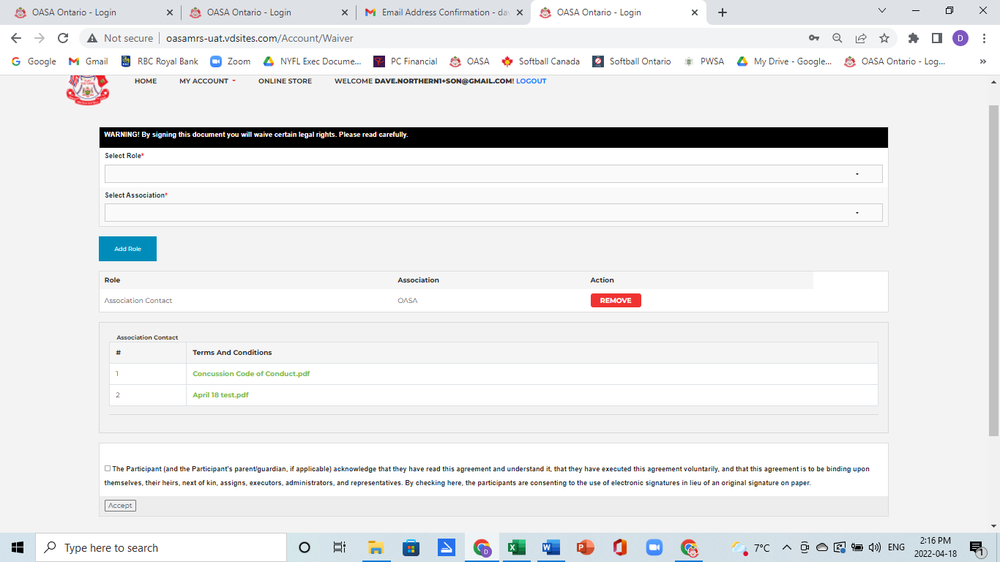 OASA Ontario - Login
OASA Ontario - Login
Email Address Confirmation - da
OASA Ontario - Login
Not secure
oasamrs-uat.vdsites.com/Account/Waiver
D
Google
Gmail
RBC Royal Bank
Zoom
NYFL Exec Docume...
PC Financial
OASA
Softball Canada
Softball Ontario
PWSA
My Drive - Google...
OASA Ontario - Log...
»
HOME
MY ACCOUNT
ONLINE STORE
WELCOME DAVE.NORTHERN1+SON@GMAIL.COM! LOGOUT
WARNING! By signing this document you will waive certain legal rights. Please read carefully.
Select Role*
Select Association*
Add Role
Role Association Action
Association Contact OASA REMOVE
Association Contact
# Terms And Conditions
1 Concussion Code of Conduct.pdf
2 April 18 test.pdf
The Participant (and the Participant's parent/guardian, if applicable) acknowledge that they have read this agreement and understand it, that they have executed this agreement voluntarily, and that this agreement is to be binding upon
themselves, their heirs, next of kin, assigns, executors, administrators, and representatives. By checking here, the participants are consenting to the use of electronic signatures in lieu of an original signature on paper.
Accept
Type here to search
7°C
ENG
2:16 PM
2022-04-18
1